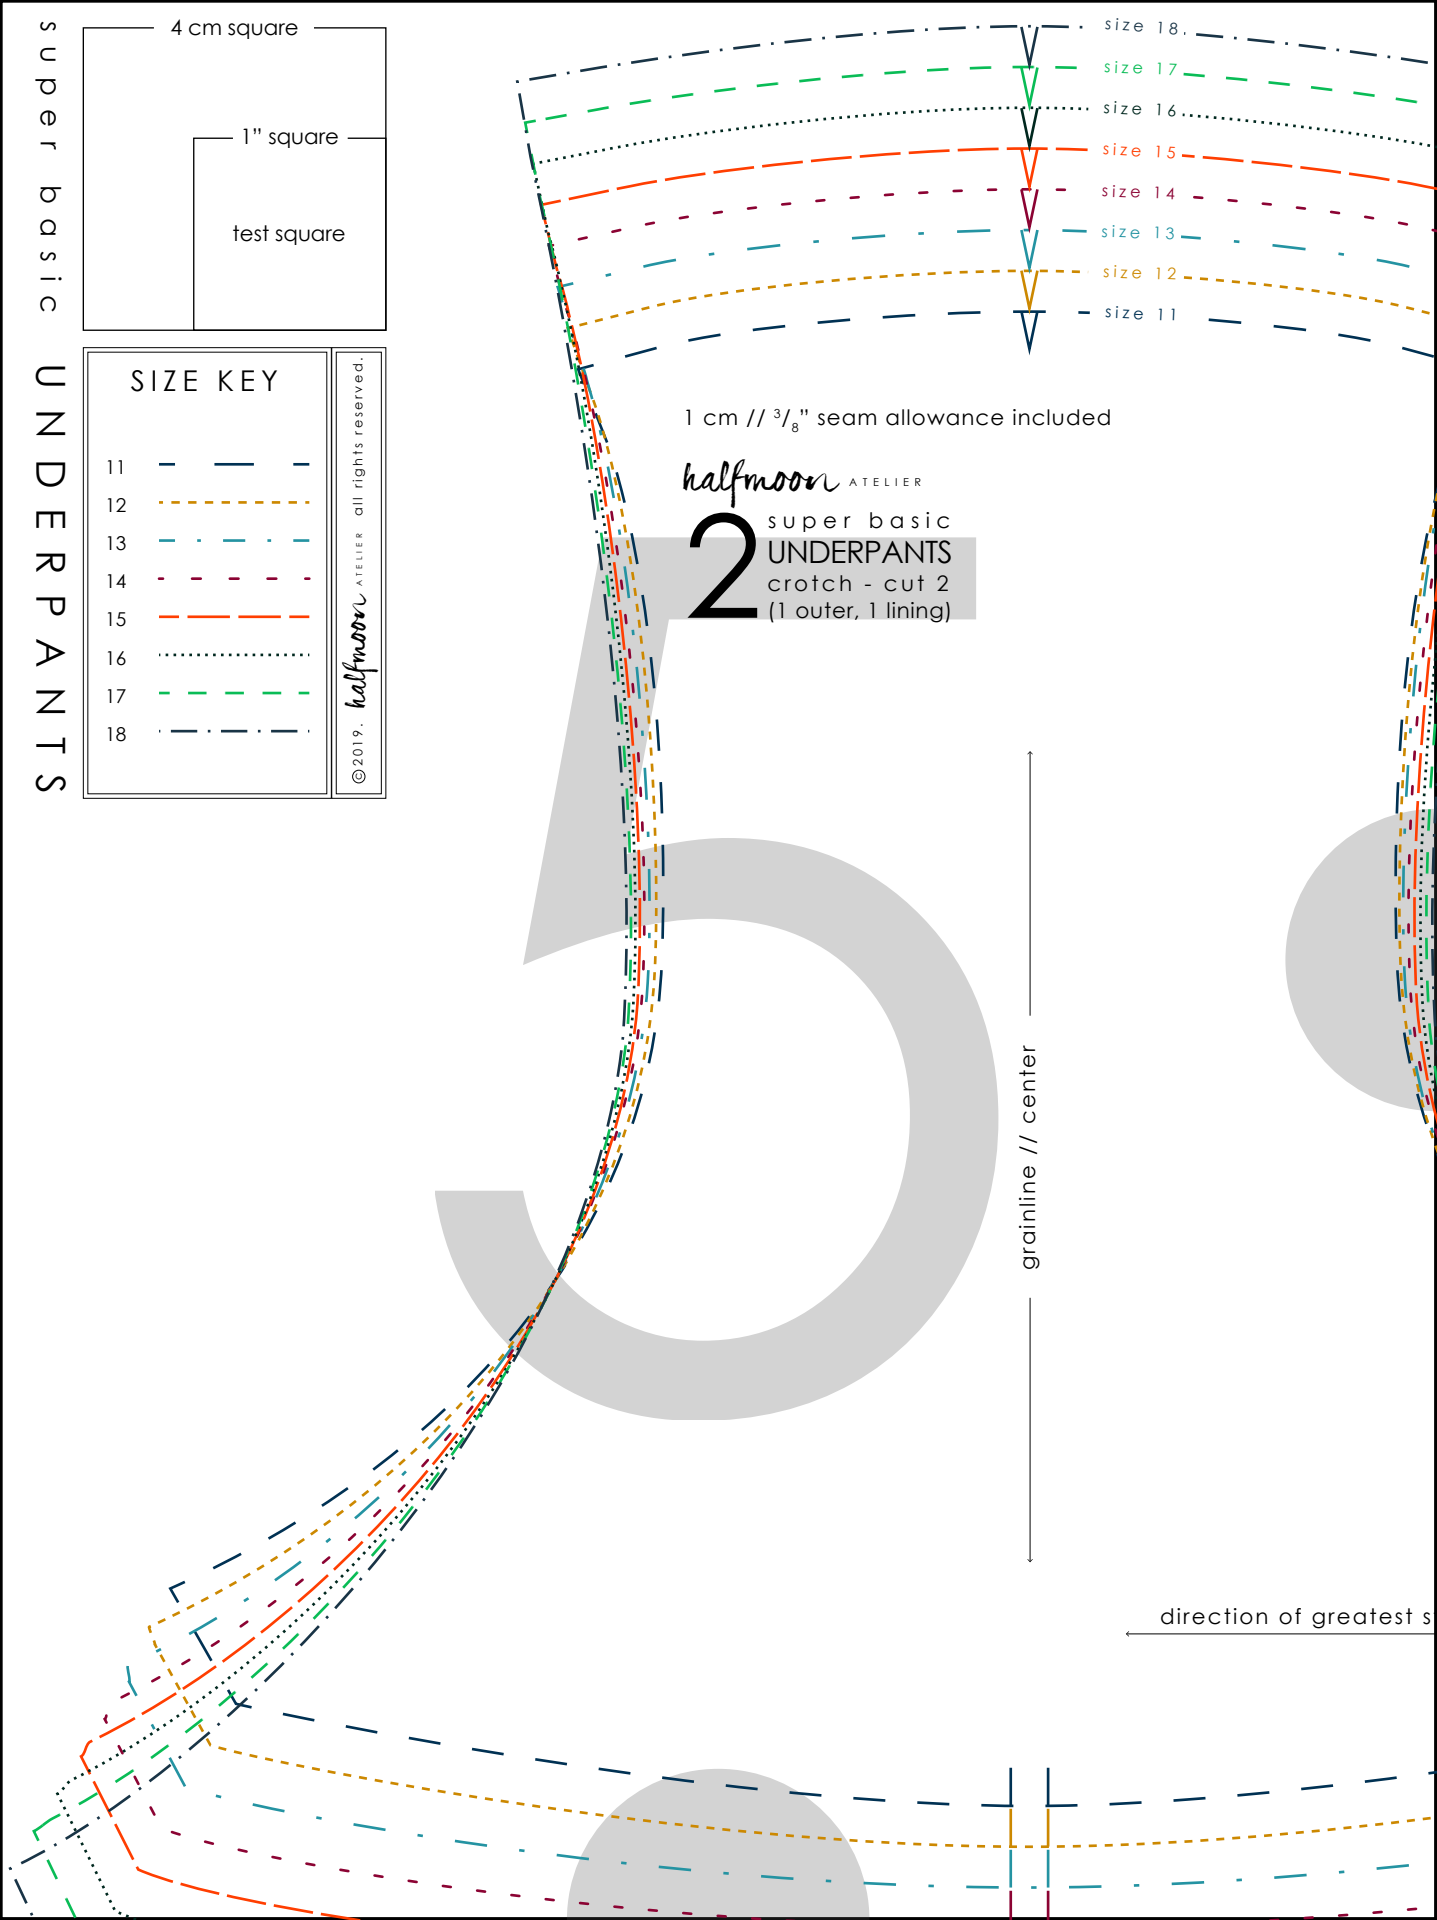 super basic
UNDERPANTS
4 cm square
1” square
test square
SIZE KEY
11
12
13
14
15
16
17
18
©2019. halfmoon ATELIER all rights reserved.
size 18
size 17
size 16
size 15
size 14
size 13
size 12
size 11
1 cm // 3/8” seam allowance included
halfmoon ATELIER
2
super basic
UNDERPANTS
crotch - cut 2
(1 outer, 1 lining)
5
grainline // center
direction of greatest s